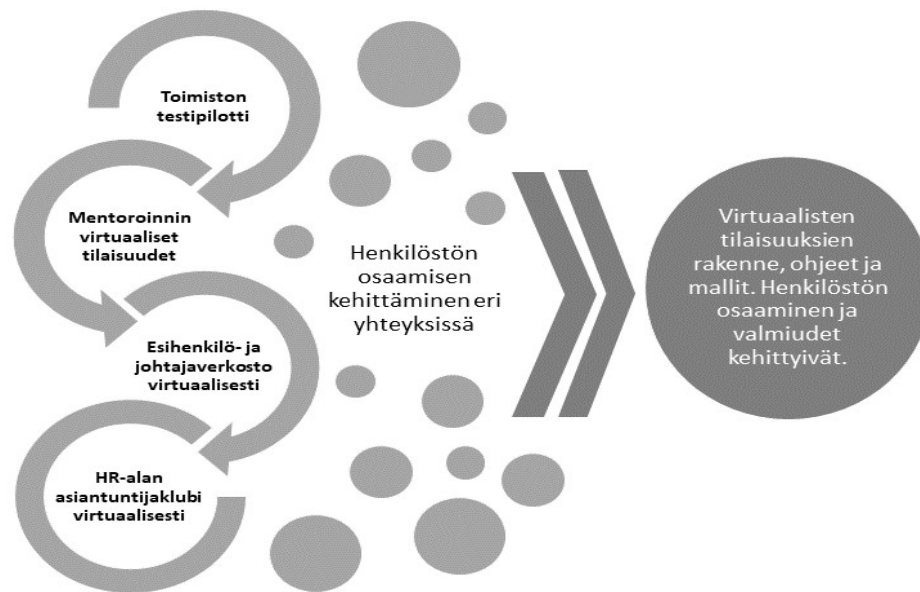 Toimiston
testipilotti
Mentoroinnin
virtuaaliset
tilaisuudet
Esihenkilö- ja
johtajaverkosto
virtuaalisesti
HR-alan
asiantuntijaklubi
virtuaalisesti
Henkilöstön
osaamisen
kehittäminen eri
yhteyksissä
Virtuaalisten
tilaisuuksien
rakenne, ohjeet ja
mallit. Henkilöstön
osaaminen ja
valmiudet
kehittyivät.